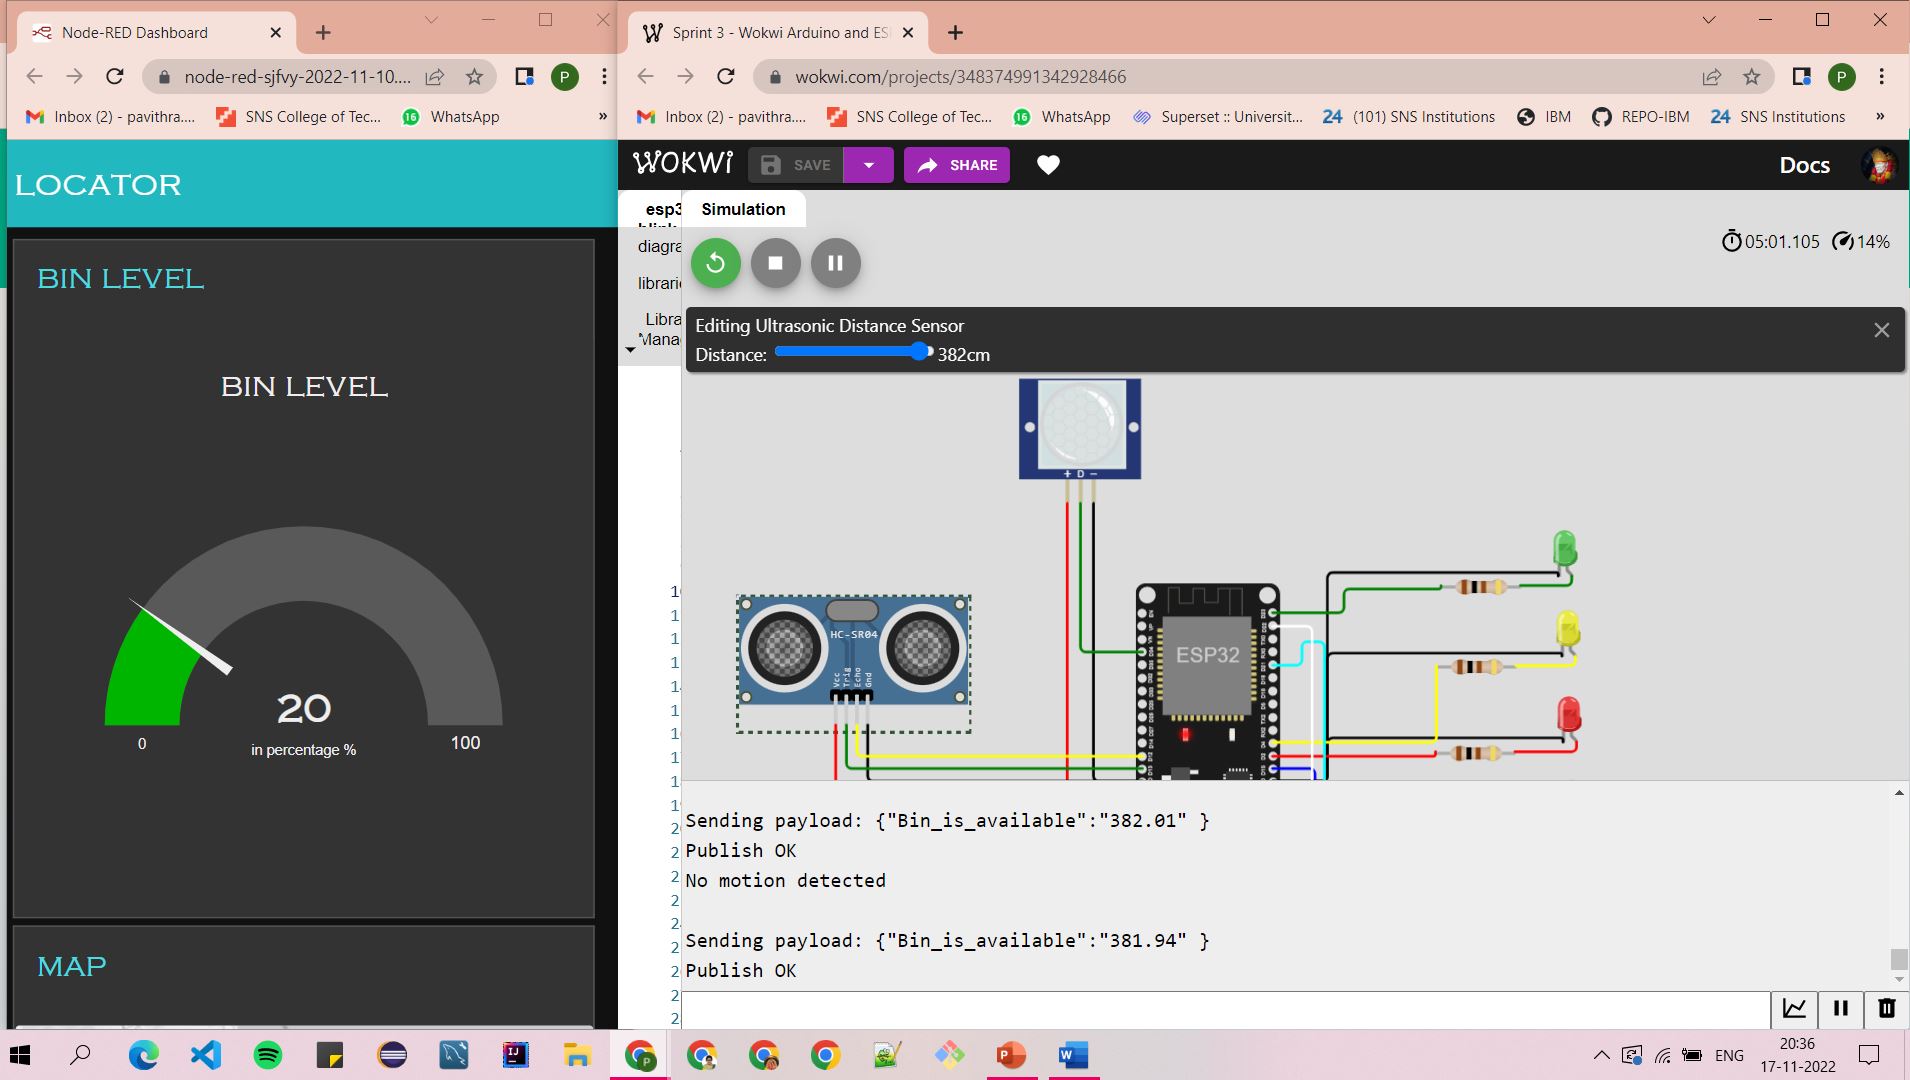 Node-RED Dashboard
node-red-sjfvy-2022-11-10....
P
Inbox (2) - pavithra....
SNS College of Tec...
16
WhatsApp
»
LOCATOR
BIN LEVEL
BIN LEVEL
20
0
in percentage %
100
MAP
Sprint 3 - Wokwi Arduino and ES
wokwi.com/projects/348374991342928466
P
Inbox (2) - pavithra....
SNS College of Tec...
16
WhatsApp
Superset :: Universit...
24
(101) SNS Institutions
IBM
REPO-IBM
24
SNS Institutions
»
WOKWi
SAVE
SHARE
Docs
esp3
diagra
librari
Libra
Mana
Simulation
05:01.105
14%
Editing Ultrasonic Distance Sensor
Distance:
382cm
+ D -
HC-SR04
Vcc
Trig
Echo
Gnd
ESP32
Sending payload: {"Bin_is_available":"382.01" }
Publish OK
No motion detected
Sending payload: {"Bin_is_available":"381.94" }
Publish OK
ENG
20:36
17-11-2022